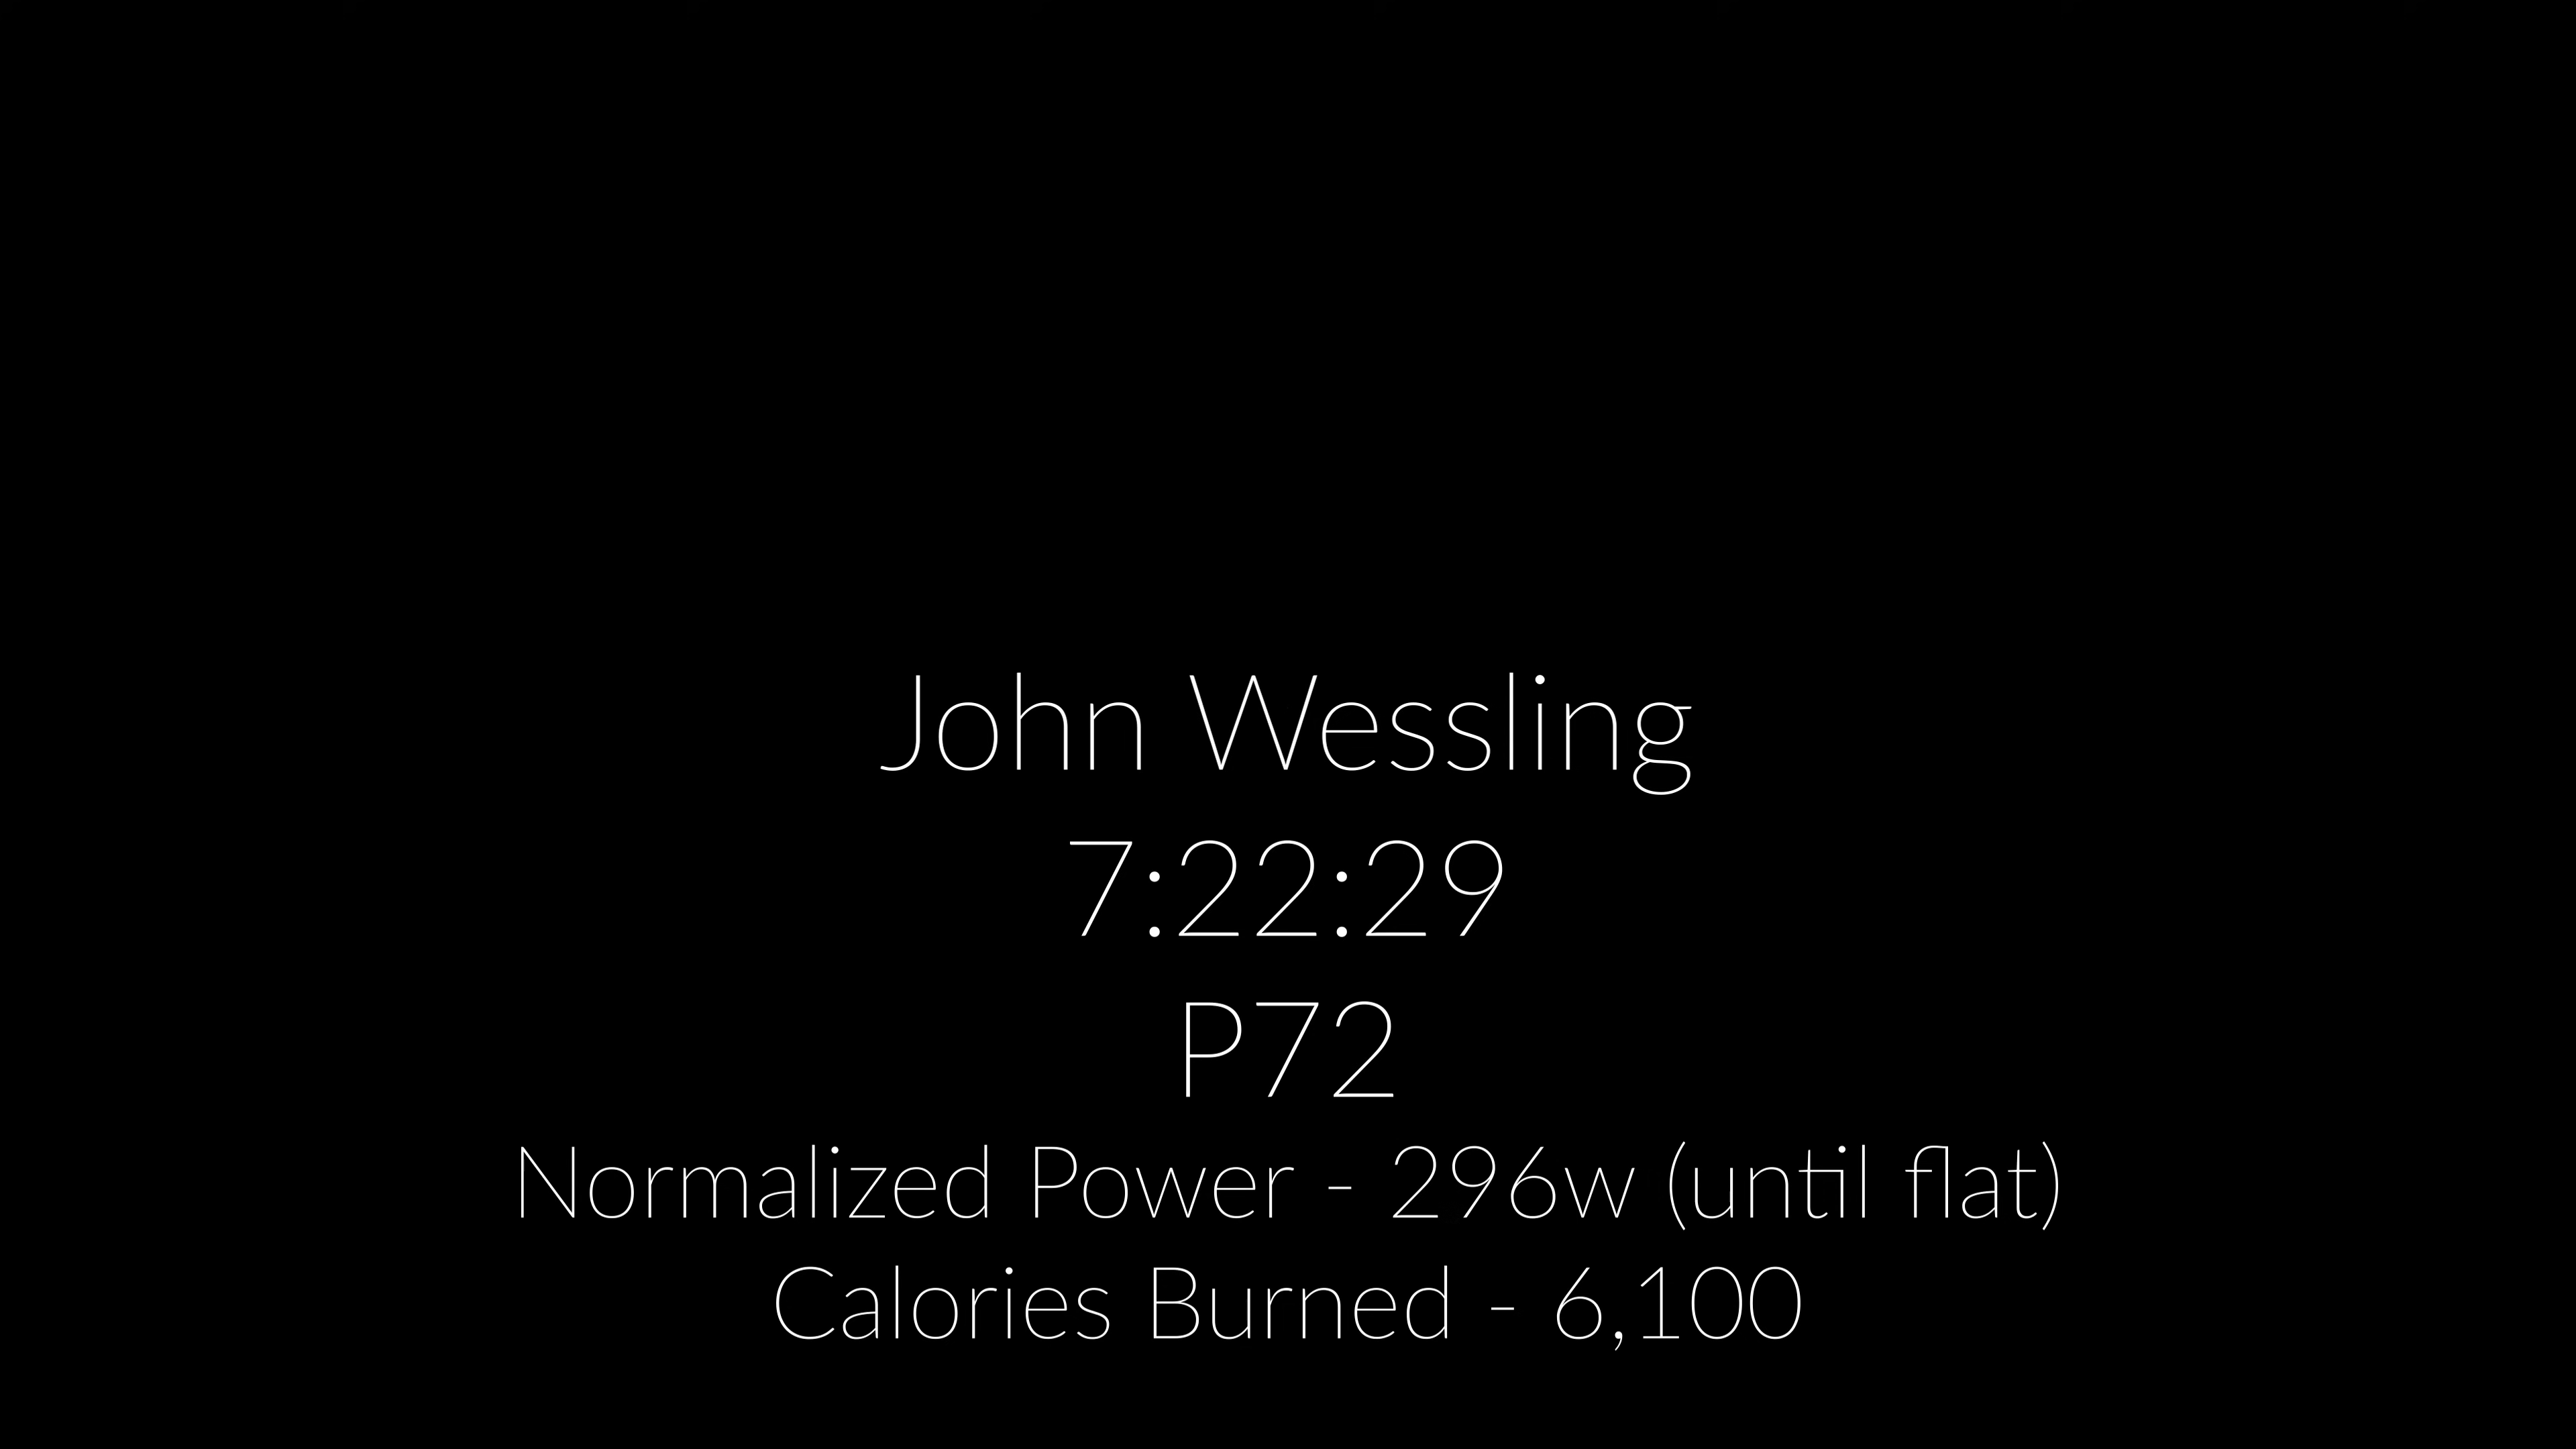 John Wessling
7:22:29
P72
Normalized Power - 296w (until flat)
Calories Burned - 6,100